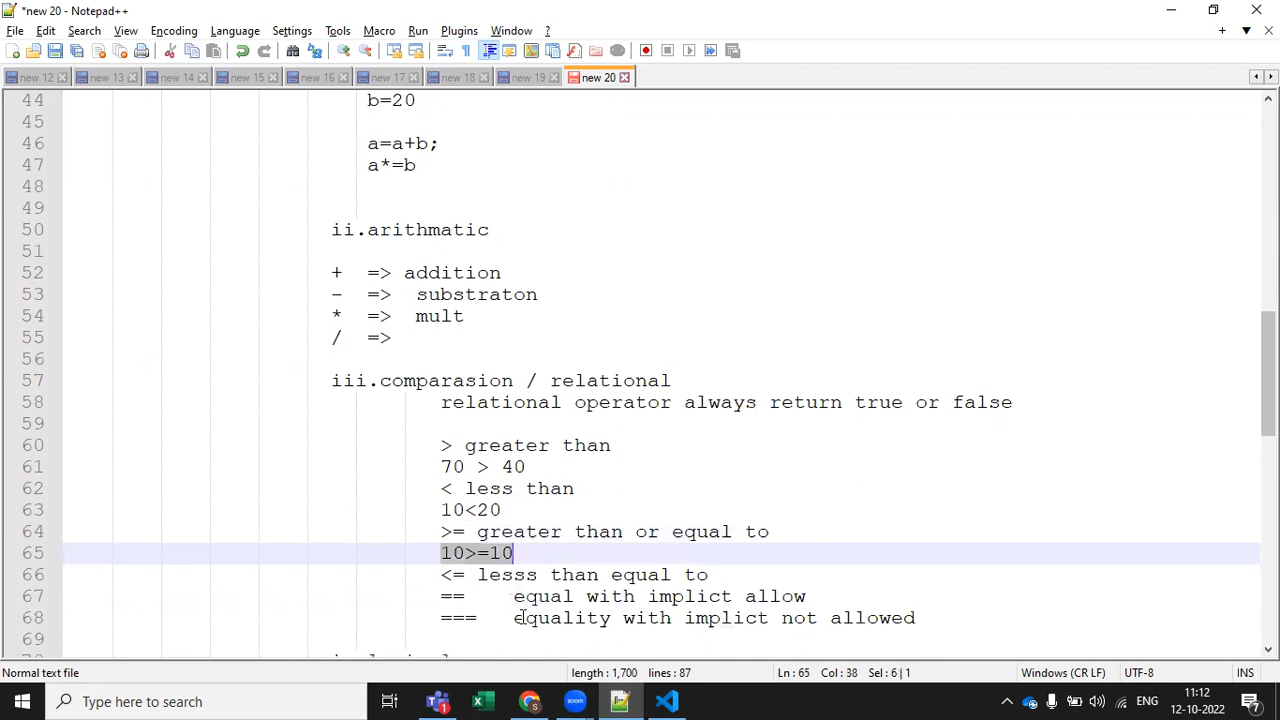 *new 20 - Notepad++
File Edit Search View Encoding Language Settings Tools Macro Run Plugins Window ?
new 12 new 13 new 14 new 15 new 16 new 17 new 18 new 19 new 20
44 b=20
45
46 a=a+b;
47 a*=b
48
49
50 ii.arithmatic
51
52 + => addition
53 - => substraton
54 * => mult
55 / =>
56
57 iii.comparasion / relational
58 relational operator always return true or false
59
60 > greater than
61 70 > 40
62 < less than
63 10<20
64 >= greater than or equal to
65 10>=10
66 <= lesss than equal to
67 == equal with implict allow
68 === equality with implict not allowed
69
Normal text file length : 1,700 lines : 87 Ln : 65 Col : 38 Sel : 6 | 1 Windows (CR LF) UTF-8 INS
Type here to search ENG 11:12
12-10-2022